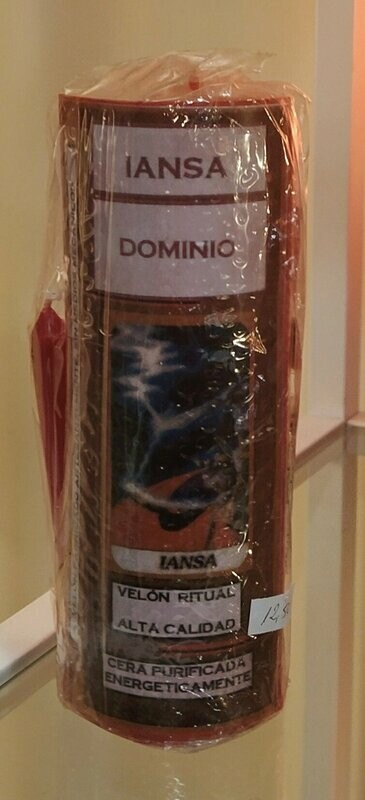 IANSA
DOMINIO
IANSA
VELÓN RITUAL
ALTA CALIDAD
CERA PURIFICADA
ENERGETICAMENTE